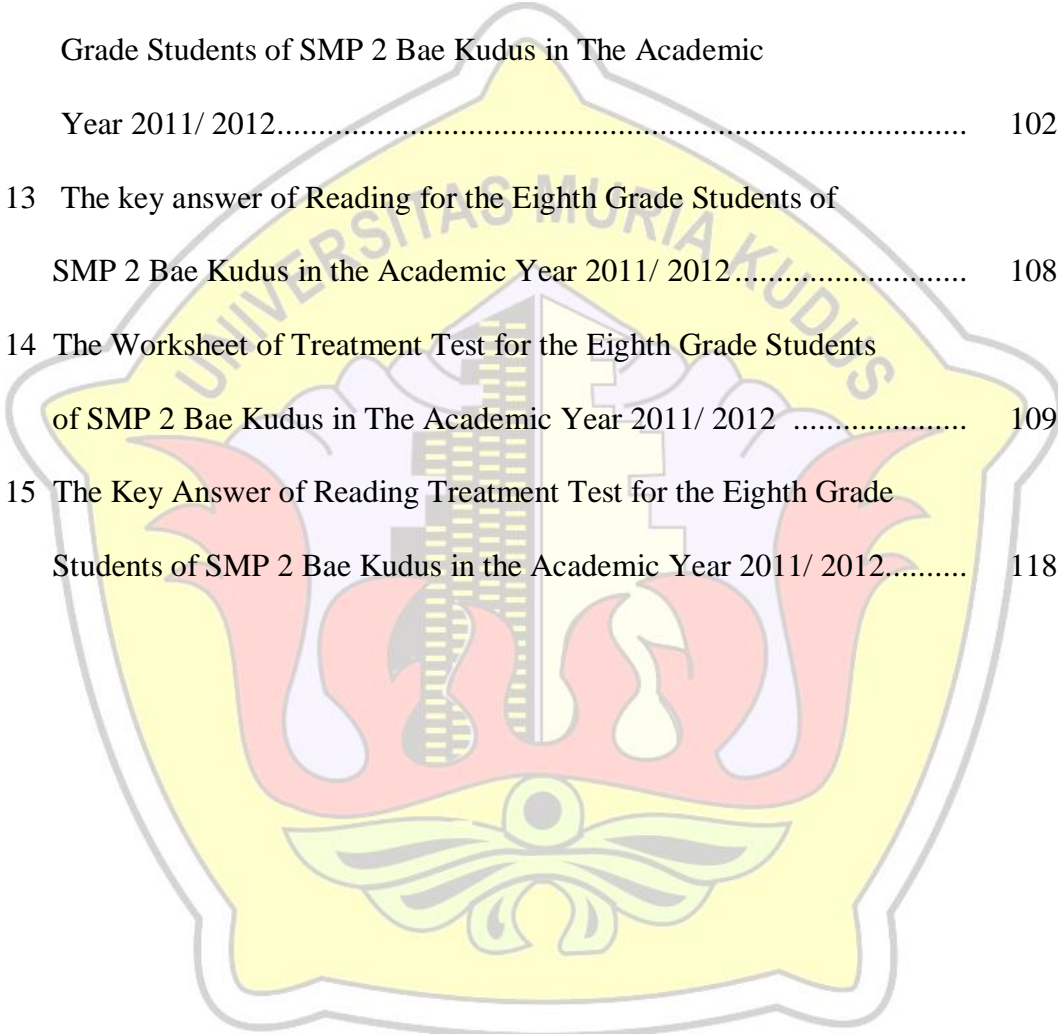 Grade Students of SMP 2 Bae Kudus in The Academic
Year 2011/ 2012.................................................................................... 102
13 The key answer of Reading for the Eighth Grade Students of
SMP 2 Bae Kudus in the Academic Year 2011/ 2012............................ 108
14 The Worksheet of Treatment Test for the Eighth Grade Students
of SMP 2 Bae Kudus in The Academic Year 2011/ 2012 ..................... 109
15 The Key Answer of Reading Treatment Test for the Eighth Grade
Students of SMP 2 Bae Kudus in the Academic Year 2011/ 2012.......... 118
UNIVERSITAS MURIA KUDUS